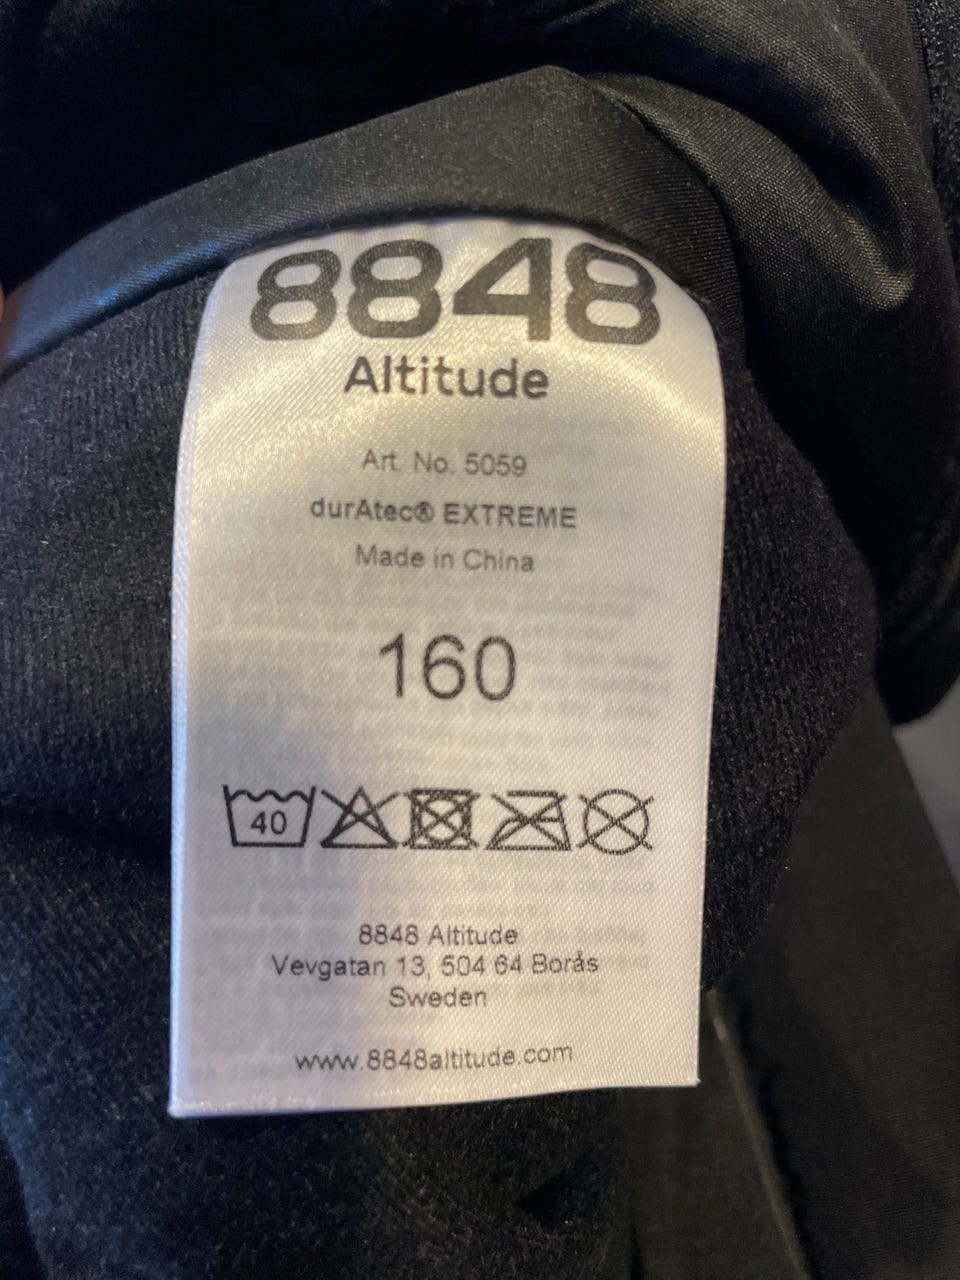 8848
Altitude
Art. No. 5059
durAtec® EXTREME
Made in China
160
40
8848 Altitude
Vevgatan 13, 504 64 Borås
Sweden
www.8848altitude.com